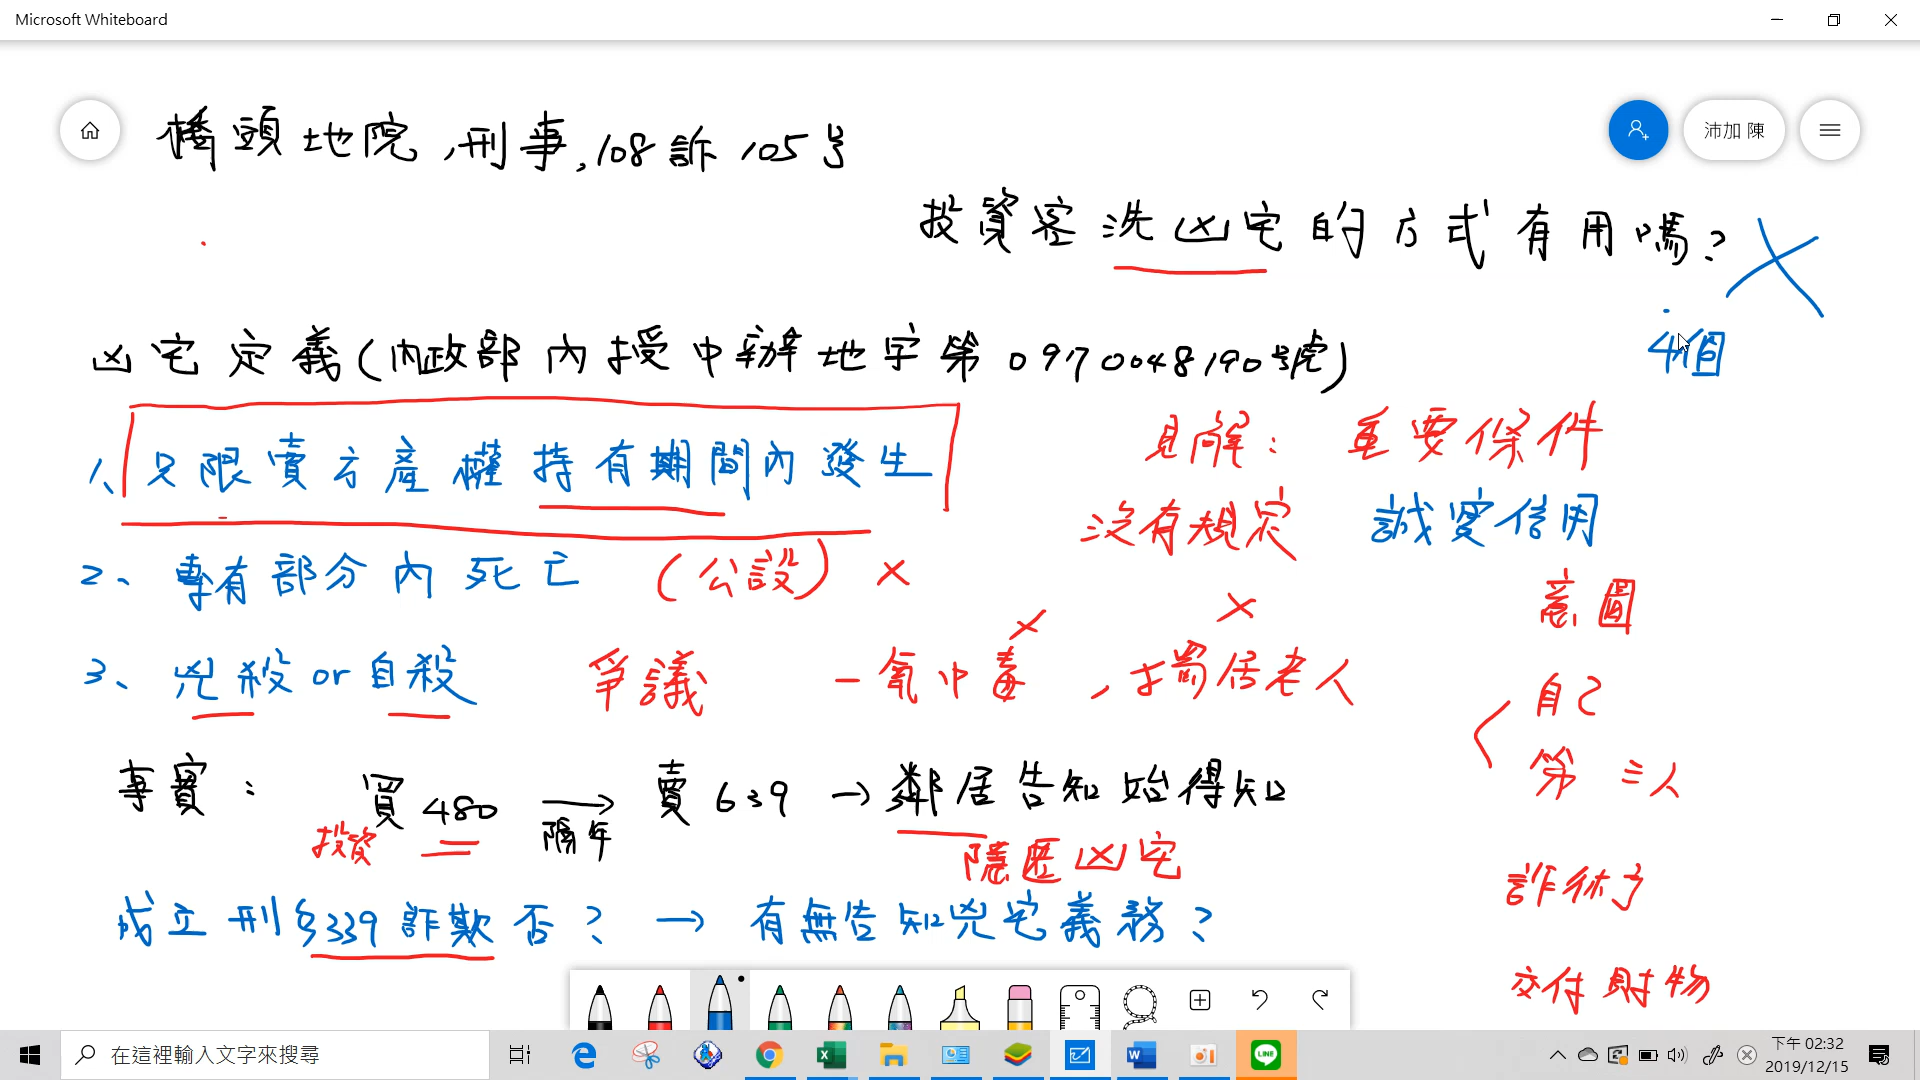 Microsoft Whiteboard
橋頭地院,刑事,108訴105号
沛加 陳
投資客洗凶宅的方式有用嗎?
4個
凶宅定義(內政部內授中辦地字第0970048190號)
1、只限賣方產權持有期間內發生
見解: 重要條件
沒有規定 誠實信用
2、專有部分內死亡 (公設) ×
意圖
3、兇殺 or 自殺 爭議 一氧中毒 ,獨居老人
自己
第三人
事實: 買480 → 賣639 → 鄰居告知始得知
投資 隔年 隱匿凶宅
詐術
成立刑§339詐欺否? → 有無告知兇宅義務?
交付財物
在這裡輸入文字來搜尋
下午 02:32
2019/12/15